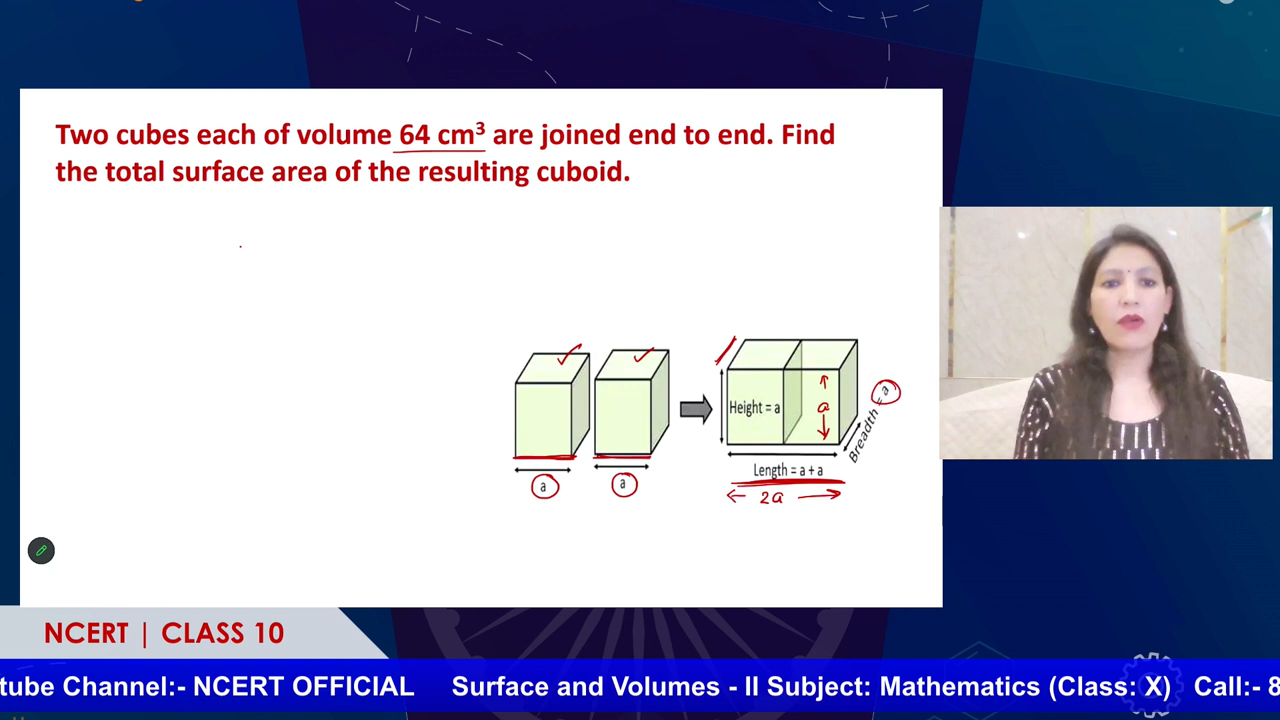 Two cubes each of volume 64 cm³ are joined end to end. Find
the total surface area of the resulting cuboid.
Height = a
a
Breadth = a
a
a
Length = a + a
2a
NCERT | CLASS 10
tube Channel:- NCERT OFFICIAL Surface and Volumes - II Subject: Mathematics (Class: X) Call:- 8